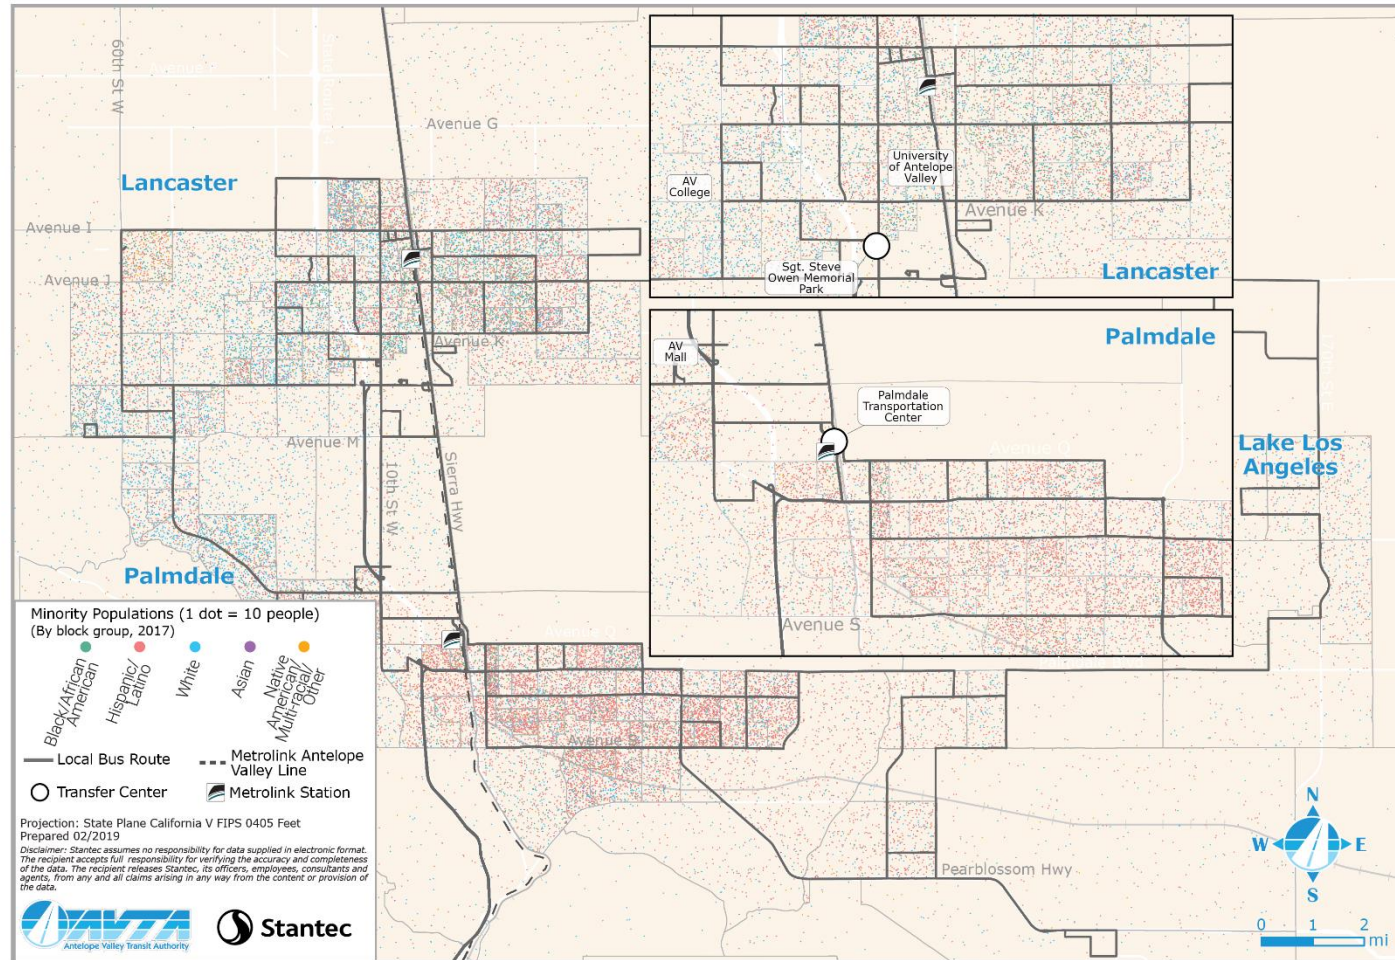 60th St W
Avenue G
Lancaster
Avenue I
Avenue J
Avenue K
Avenue M
10th St W
Sierra Hwy
Palmdale
Avenue S
Pearblossom Hwy
Lake Los
Angeles
AV
College
University
of Antelope
Valley
Avenue K
Sgt. Steve
Owen Memorial
Park
Lancaster
Palmdale
AV
Mall
Palmdale
Transportation
Center
Avenue S
Minority Populations (1 dot = 10 people)
(By block group, 2017)
Black/African
American
Hispanic/
Latino
White
Asian
Native
American/
Multi-racial/
Other
Local Bus Route
Metrolink Antelope
Valley Line
Transfer Center
Metrolink Station
Projection: State Plane California V FIPS 0405 Feet
Prepared 02/2019
Disclaimer: Stantec assumes no responsibility for data supplied in electronic format.
The recipient accepts full responsibility for verifying the accuracy and completeness
of the data. The recipient releases Stantec, its officers, employees, consultants and
agents, from any and all claims arising in any way from the content or provision of
the data.
AVTA
Antelope Valley Transit Authority
Stantec
N
W
E
S
0 1 2
mi